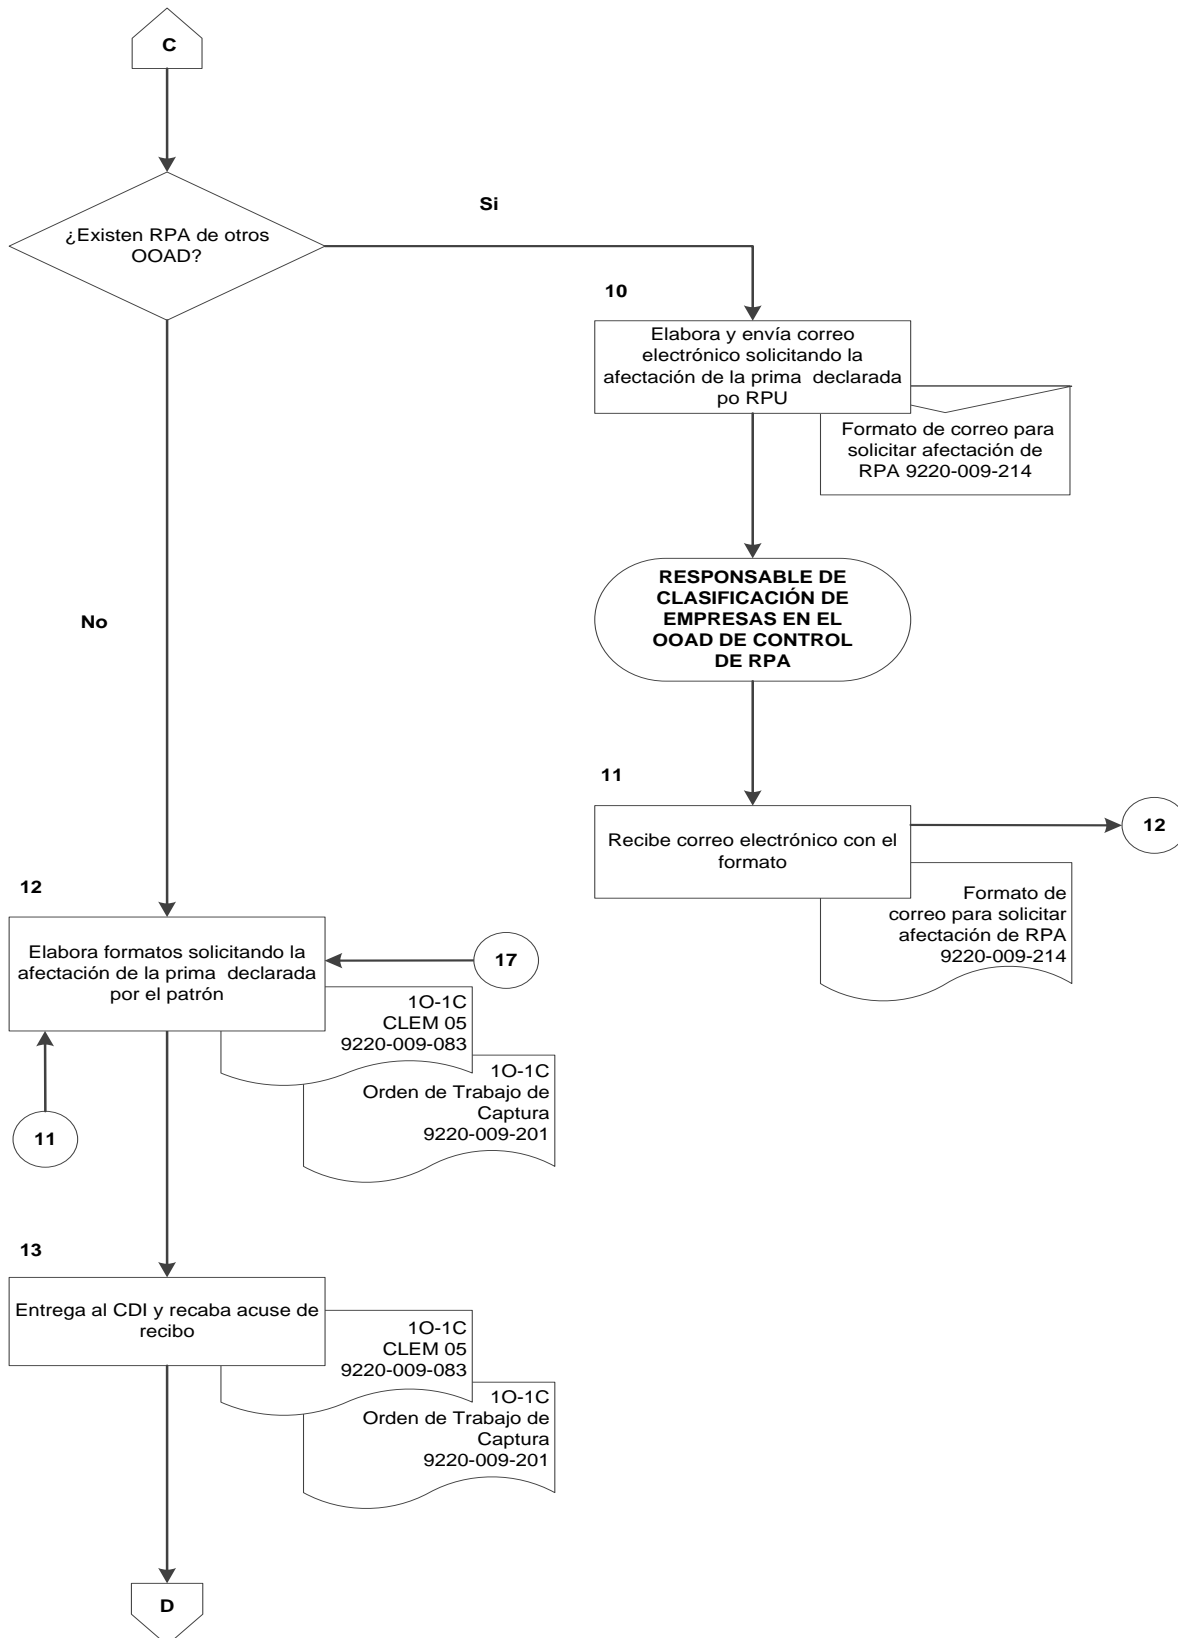 C
¿Existen RPA de otros
OOAD?
Si
10
Elabora y envía correo
electrónico solicitando la
afectación de la prima declarada
po RPU
Formato de correo para
solicitar afectación de
RPA 9220-009-214
RESPONSABLE DE
CLASIFICACIÓN DE
EMPRESAS EN EL
OOAD DE CONTROL
DE RPA
No
11
Recibe correo electrónico con el
formato
12
Formato de
correo para solicitar
afectación de RPA
9220-009-214
12
Elabora formatos solicitando la
afectación de la prima declarada
por el patrón
17
1O-1C
CLEM 05
9220-009-083
1O-1C
Orden de Trabajo de
Captura
9220-009-201
11
13
Entrega al CDI y recaba acuse de
recibo
1O-1C
CLEM 05
9220-009-083
1O-1C
Orden de Trabajo de
Captura
9220-009-201
D